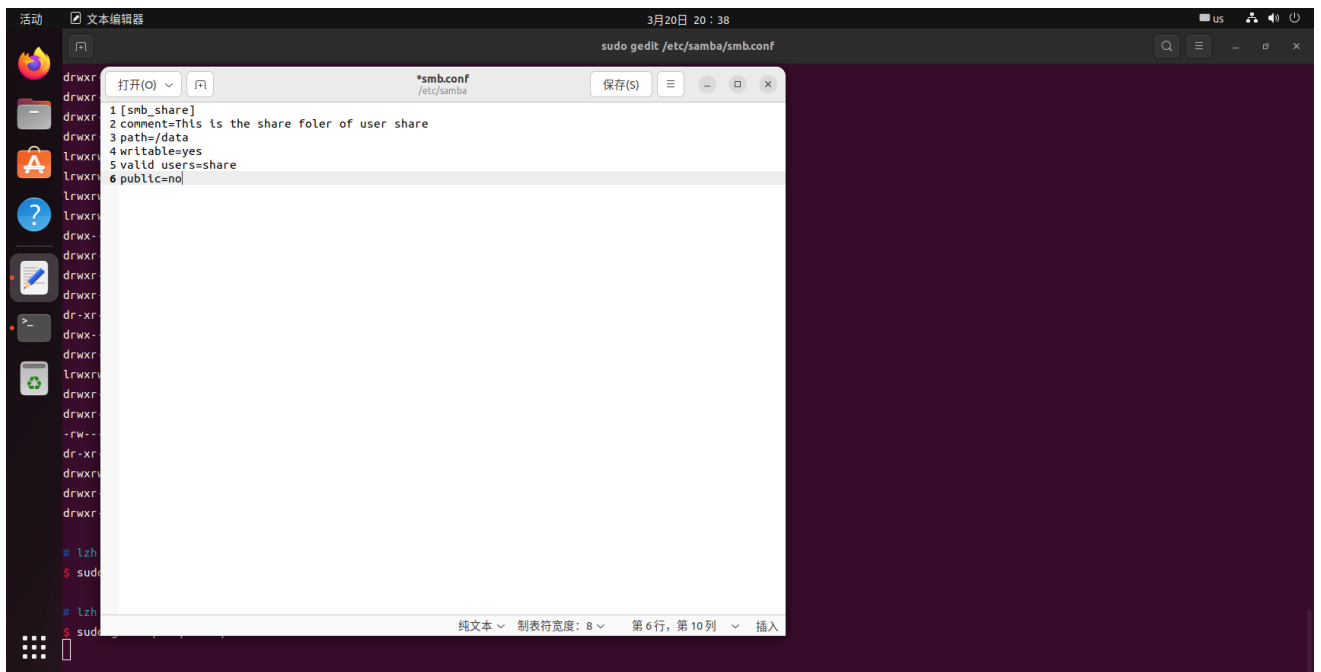 活动 文本编辑器 3月20日 20:38 us
sudo gedit /etc/samba/smb.conf
打开(O) *smb.conf 保存(S)
/etc/samba
1 [smb_share]
2 comment=This is the share foler of user share
3 path=/data
4 writable=yes
5 valid users=share
6 public=no
纯文本 制表符宽度: 8 第 6 行, 第 10 列 插入
drwxr
drwxr
drwxr
drwxr
lrwxrw
lrwxrw
lrwxrw
lrwxrw
drwx--
drwxr-
drwxr-
drwxr-
dr-xr-
drwx--
drwxr-
lrwxrw
drwxr-
drwxr-
-rw---
dr-xr-
drwxrw
drwxr-
drwxr-
# lzh
$ sudo
# lzh
$ sudo